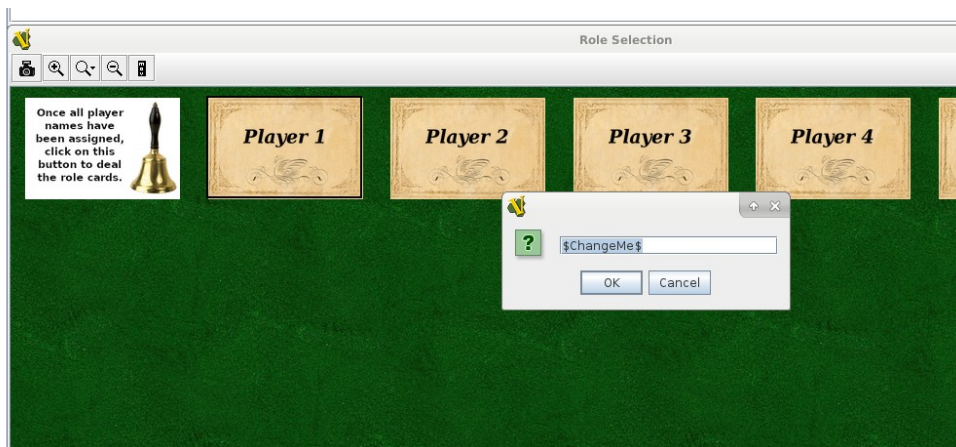 Role Selection
Once all player
names have
been assigned,
click on this
button to deal
the role cards.
Player 1
Player 2
Player 3
Player 4
?
$ChangeMe$
OK
Cancel